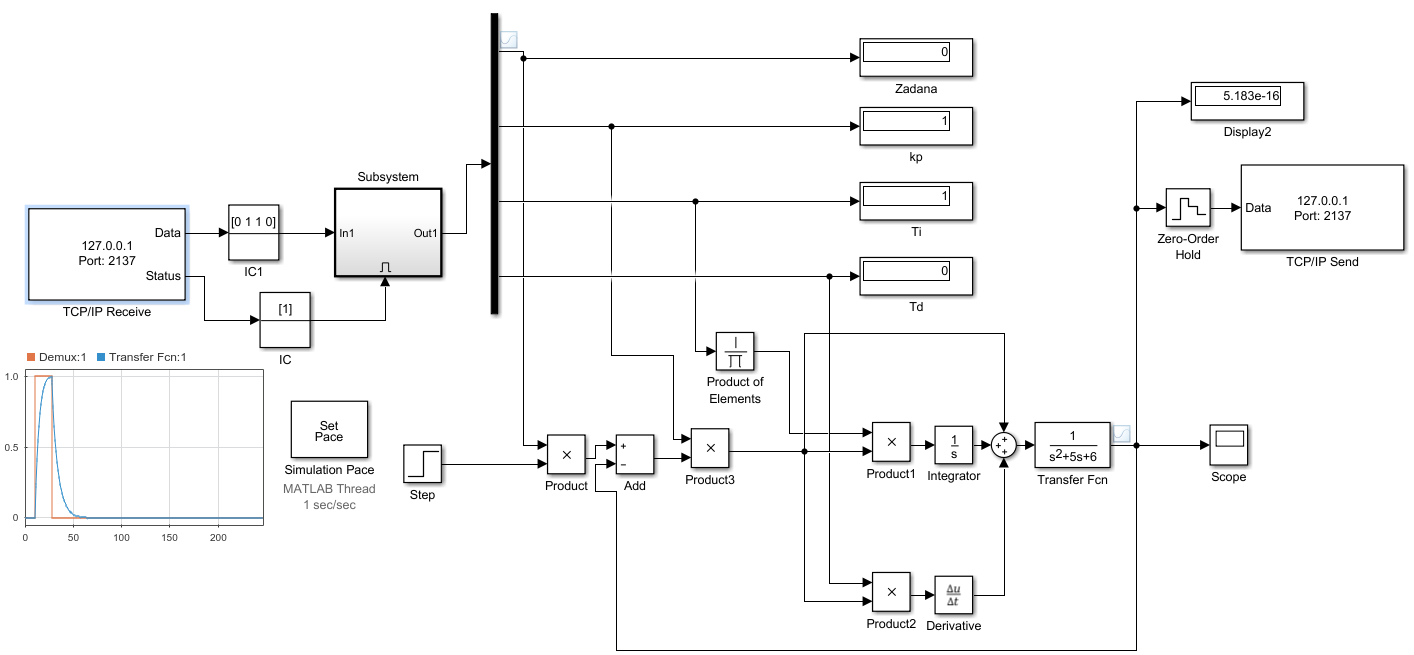 0
Zadana
1
kp
1
Ti
0
Td
5.183e-16
Display2
127.0.0.1
Port: 2137
Data
Status
TCP/IP Receive
[0 1 1 0]
IC1
[1]
IC
Subsystem
In1
Out1
Zero-Order
Hold
Data
127.0.0.1
Port: 2137
TCP/IP Send
Demux:1
Transfer Fcn:1
1.0
0.5
0
0
50
100
150
200
Set
Pace
Simulation Pace
MATLAB Thread
1 sec/sec
Step
×
Product
+
−
Add
×
Product3
1
∏
Product of
Elements
×
Product1
1
s
Integrator
+
+
+
1
s²+5s+6
Transfer Fcn
Scope
×
Product2
Δu
Δt
Derivative